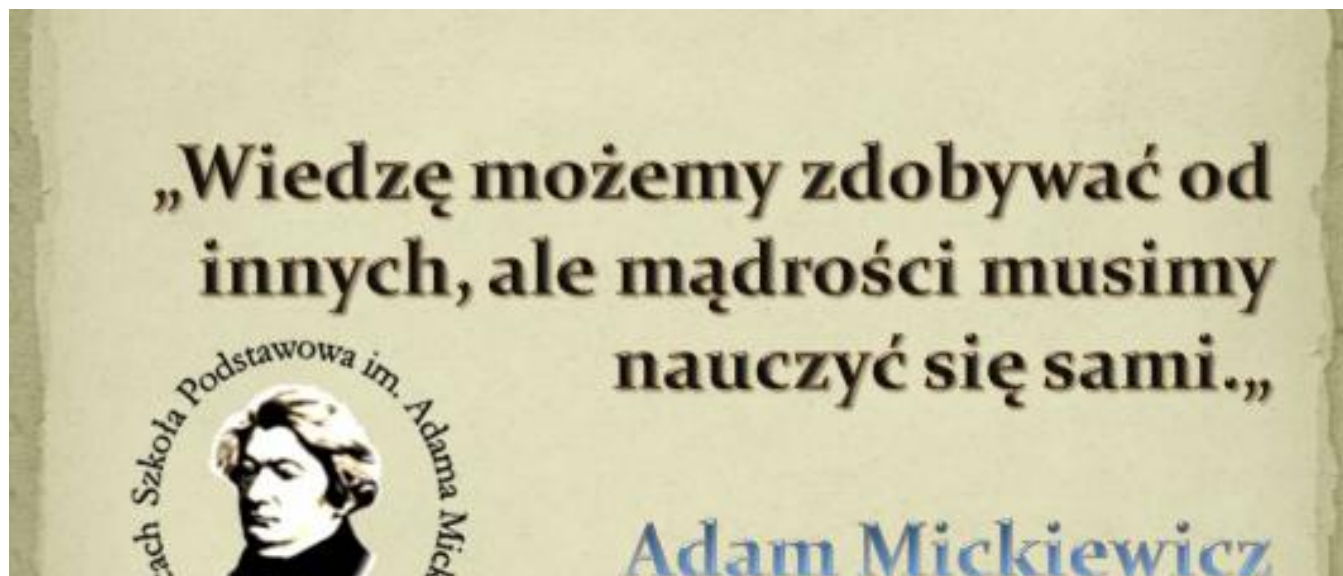 „Wiedzę możemy zdobywać od
innych, ale mądrości musimy
nauczyć się sami.„
Szkoła Podstawowa im. Adama
Adam Mickiewicz